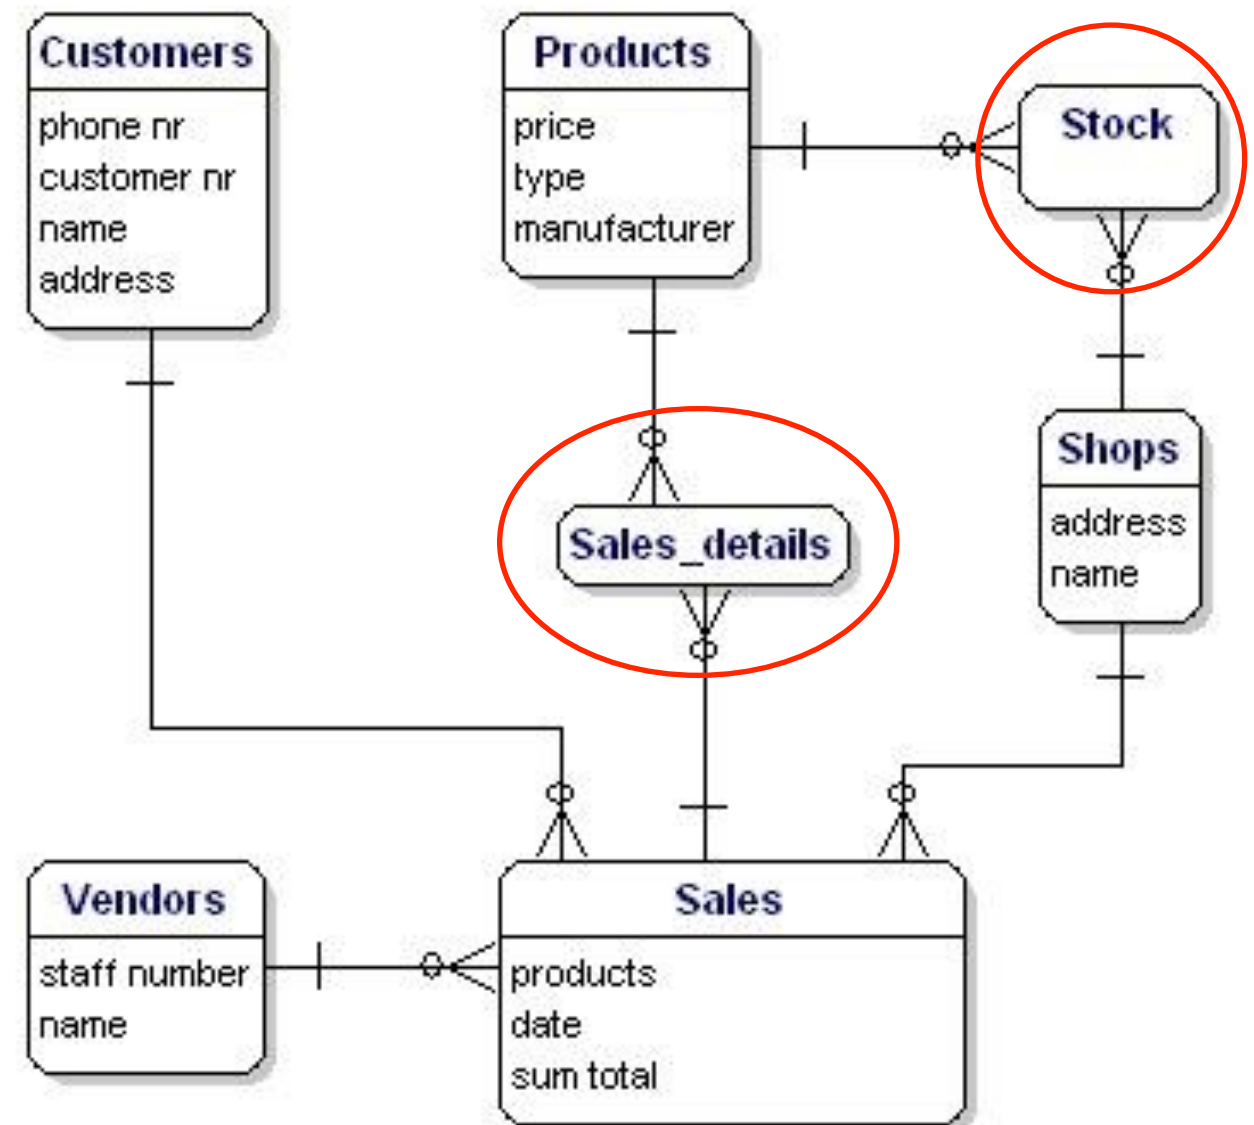 Customers
phone nr
customer nr
name
address
Products
price
type
manufacturer
Stock
Sales_details
Shops
address
name
Vendors
staff number
name
Sales
products
date
sum total